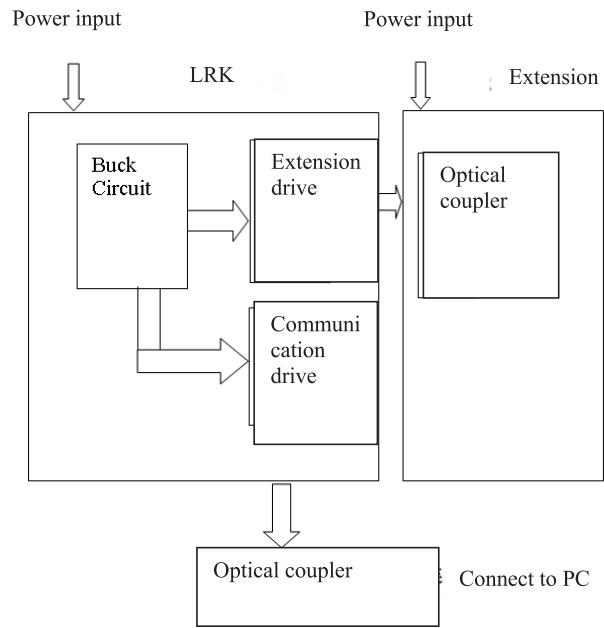 Power input
Power input
LRK
Extension
Buck
Circuit
Extension
drive
Optical
coupler
Communi
cation
drive
Optical coupler
Connect to PC